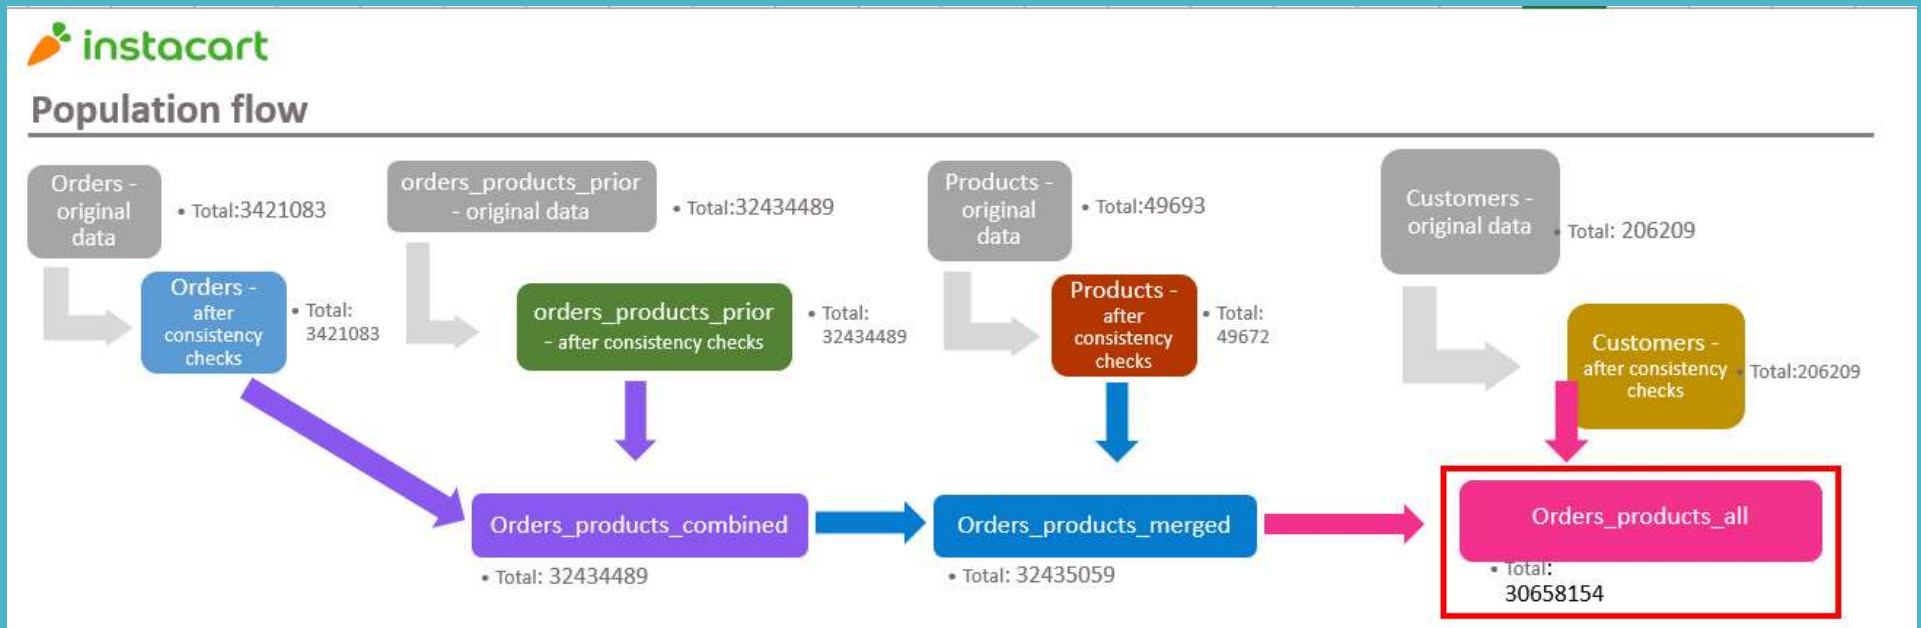 instacart
Population flow
Orders -
original
data
• Total:3421083
orders_products_prior
- original data
• Total:32434489
Products -
original
data
• Total:49693
Customers -
original data
• Total: 206209
Orders -
after
consistency
checks
• Total:
3421083
orders_products_prior
- after consistency checks
• Total:
32434489
Products -
after
consistency
checks
• Total:
49672
Customers -
after consistency
checks
• Total:206209
Orders_products_combined
• Total: 32434489
Orders_products_merged
• Total: 32435059
Orders_products_all
• Total:
30658154